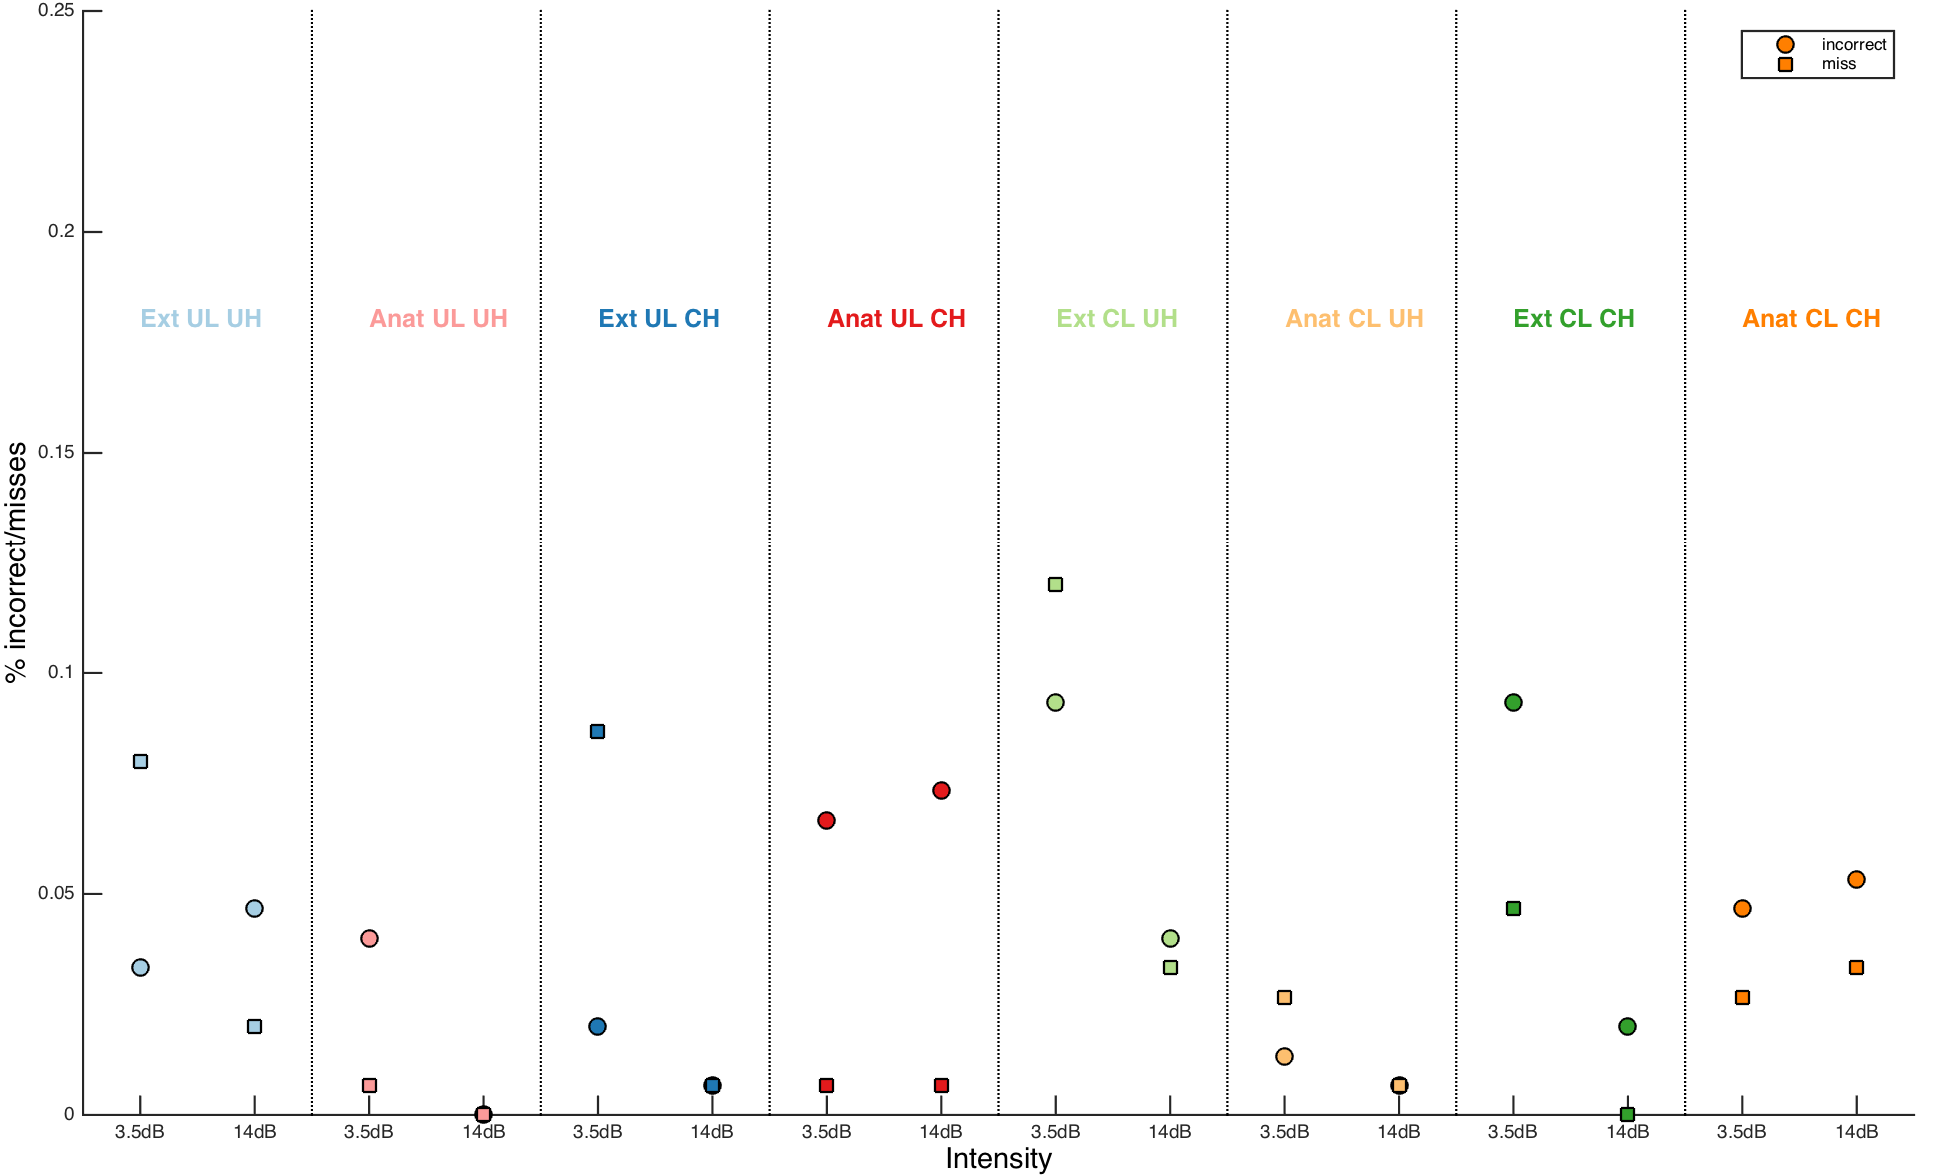 0.25
incorrect
miss
0.2
Ext UL UH
Anat UL UH
Ext UL CH
Anat UL CH
Ext CL UH
Anat CL UH
Ext CL CH
Anat CL CH
0.15
% incorrect/misses
0.1
0.05
0
3.5dB 14dB 3.5dB 14dB 3.5dB 14dB 3.5dB 14dB 3.5dB 14dB 3.5dB 14dB 3.5dB 14dB 3.5dB 14dB
Intensity